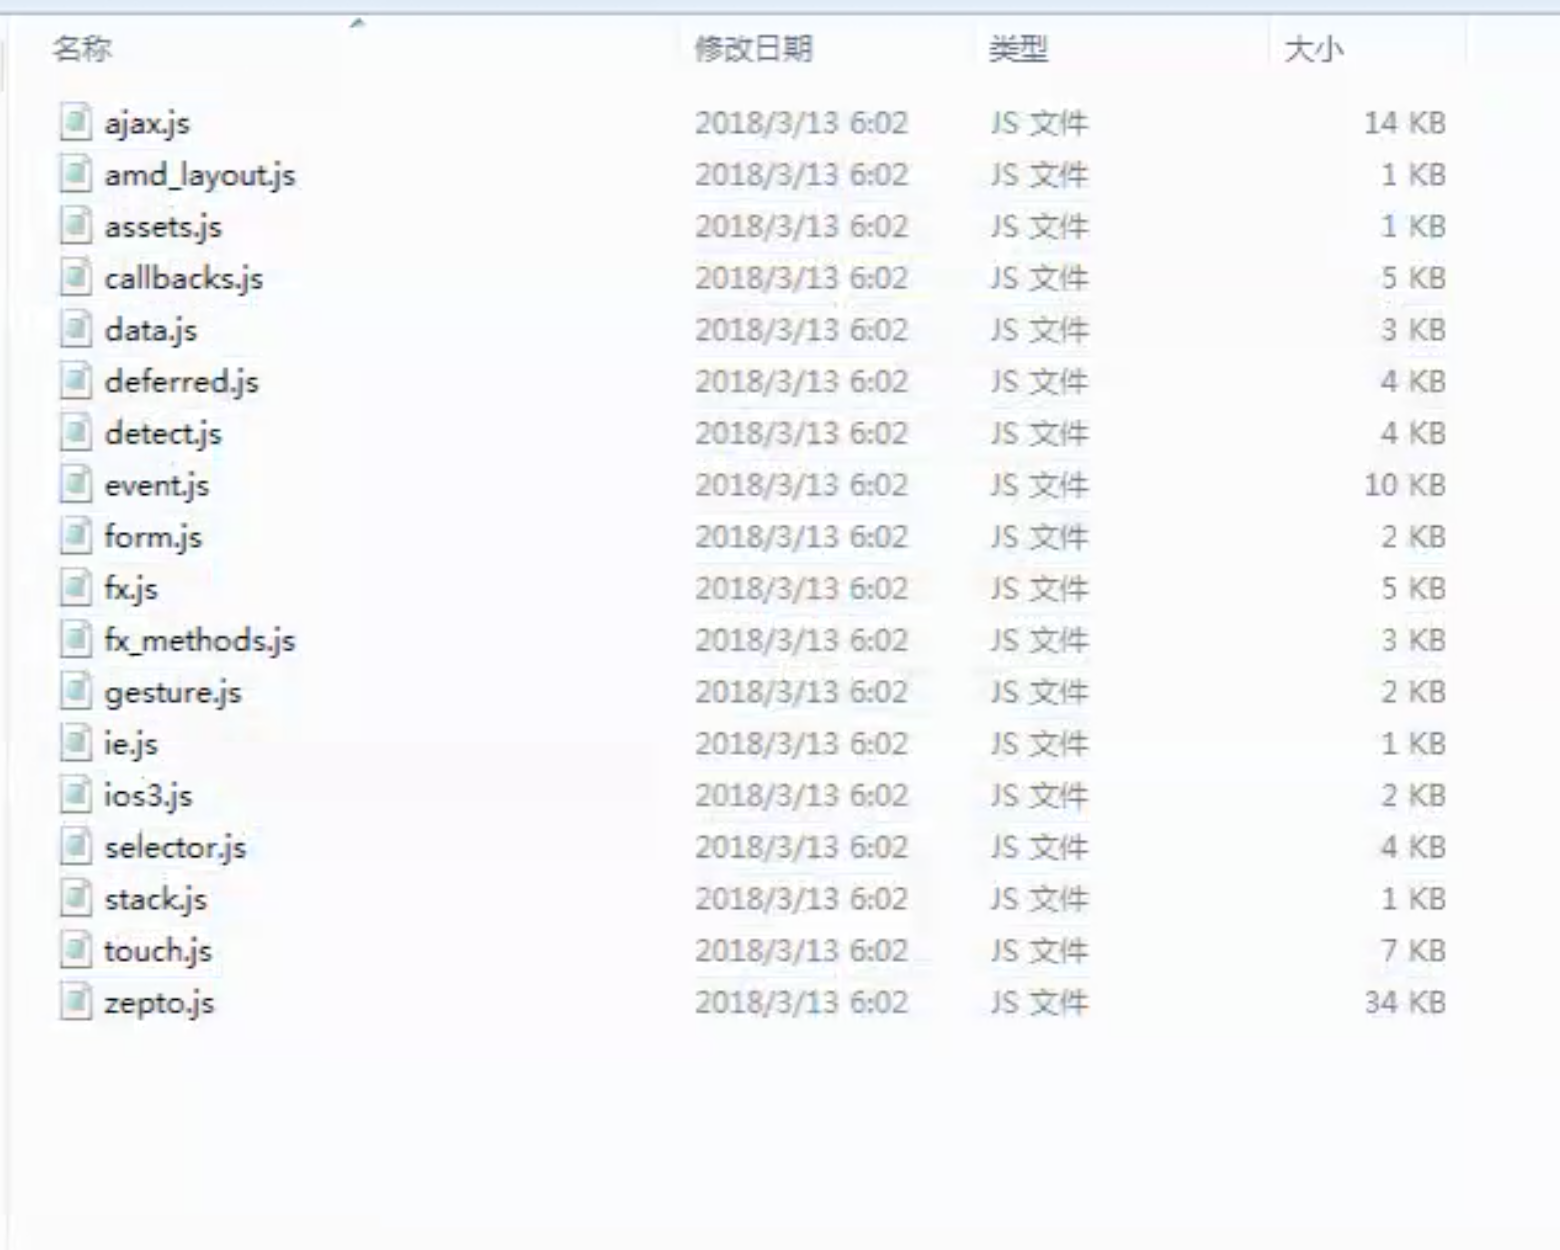 名称 修改日期 类型 大小
ajax.js 2018/3/13 6:02 JS 文件 14 KB
amd_layout.js 2018/3/13 6:02 JS 文件 1 KB
assets.js 2018/3/13 6:02 JS 文件 1 KB
callbacks.js 2018/3/13 6:02 JS 文件 5 KB
data.js 2018/3/13 6:02 JS 文件 3 KB
deferred.js 2018/3/13 6:02 JS 文件 4 KB
detect.js 2018/3/13 6:02 JS 文件 4 KB
event.js 2018/3/13 6:02 JS 文件 10 KB
form.js 2018/3/13 6:02 JS 文件 2 KB
fx.js 2018/3/13 6:02 JS 文件 5 KB
fx_methods.js 2018/3/13 6:02 JS 文件 3 KB
gesture.js 2018/3/13 6:02 JS 文件 2 KB
ie.js 2018/3/13 6:02 JS 文件 1 KB
ios3.js 2018/3/13 6:02 JS 文件 2 KB
selector.js 2018/3/13 6:02 JS 文件 4 KB
stack.js 2018/3/13 6:02 JS 文件 1 KB
touch.js 2018/3/13 6:02 JS 文件 7 KB
zepto.js 2018/3/13 6:02 JS 文件 34 KB